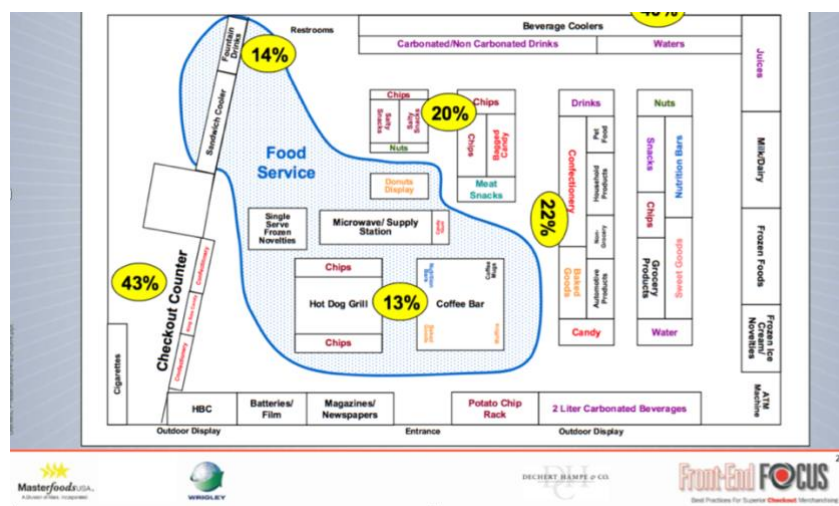 Restrooms
Beverage Coolers
Carbonated/Non Carbonated Drinks
Waters
Juices
Fountain
Drinks
14%
Sandwich Cooler
Chips
Salty
Snacks
Salty
Snacks
Nuts
20%
Chips
Chips
Bagged
Candy
Meat
Snacks
Drinks
Confectionery
Pet
Food
Household
Products
Non-
Grocery
Baked
Goods
Automotive
Products
Candy
22%
Nuts
Snacks
Nutrition Bars
Chips
Grocery
Products
Sweet Goods
Water
Milk/Dairy
Frozen Foods
Frozen Ice
Cream/
Novelties
ATM
Machine
Food
Service
Donuts
Display
Single
Serve
Frozen
Novelties
Microwave/ Supply
Station
Chips
Hot Dog Grill
Chips
13%
Nutrition
Bars
Coffee
Mugs
Coffee Bar
43%
Checkout Counter
Confectionery
Confectionery
Cigarettes
HBC
Batteries/
Film
Magazines/
Newspapers
Potato Chip
Rack
2 Liter Carbonated Beverages
Outdoor Display
Entrance
Outdoor Display
MasterfoodsUSA.
WRIGLEY
DECHERT HAMPE & CO.
Front-End FOCUS
Best Practices For Superior Checkout Merchandising
2